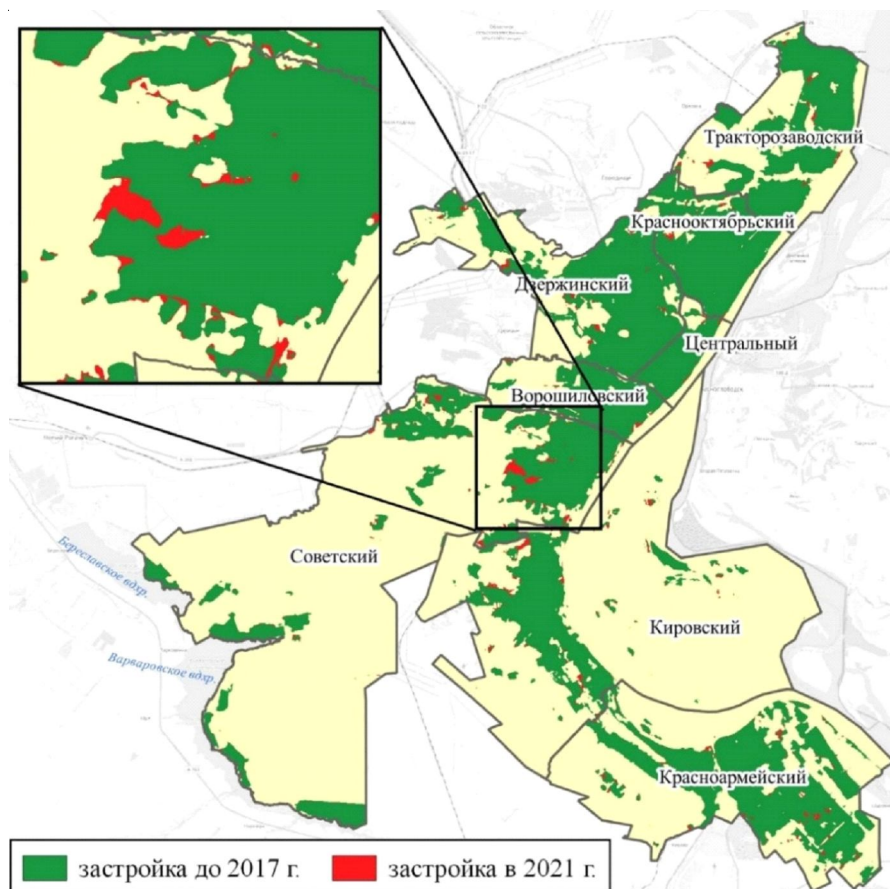 Тракторозаводский
Краснооктябрьский
Дзержинский
Центральный
Ворошиловский
Советский
Береславское вдхр.
Кировский
Варваровское вдхр.
Красноармейский
застройка до 2017 г.
застройка в 2021 г.